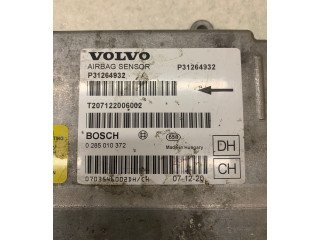 VOLVO
AIRBAG SENSOR P31264932
P31264932
T207122006002
BOSCH
0 285 010 372 Made in Hungary
DH
CH
07-12-20